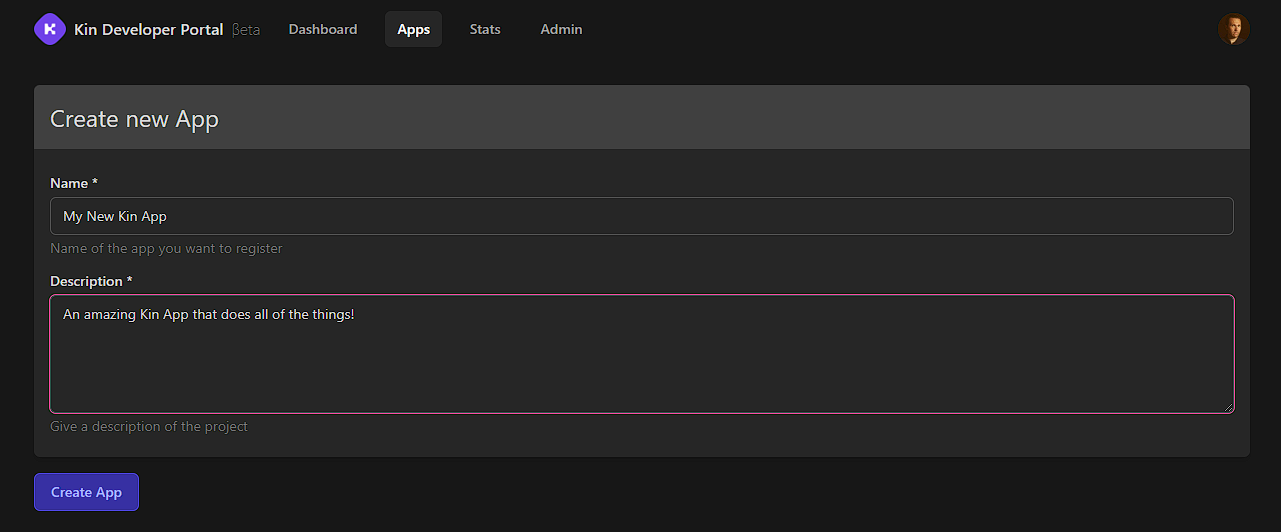 Kin Developer Portal βeta Dashboard Apps Stats Admin
Create new App
Name *
My New Kin App
Name of the app you want to register
Description *
An amazing Kin App that does all of the things!
Give a description of the project
Create App